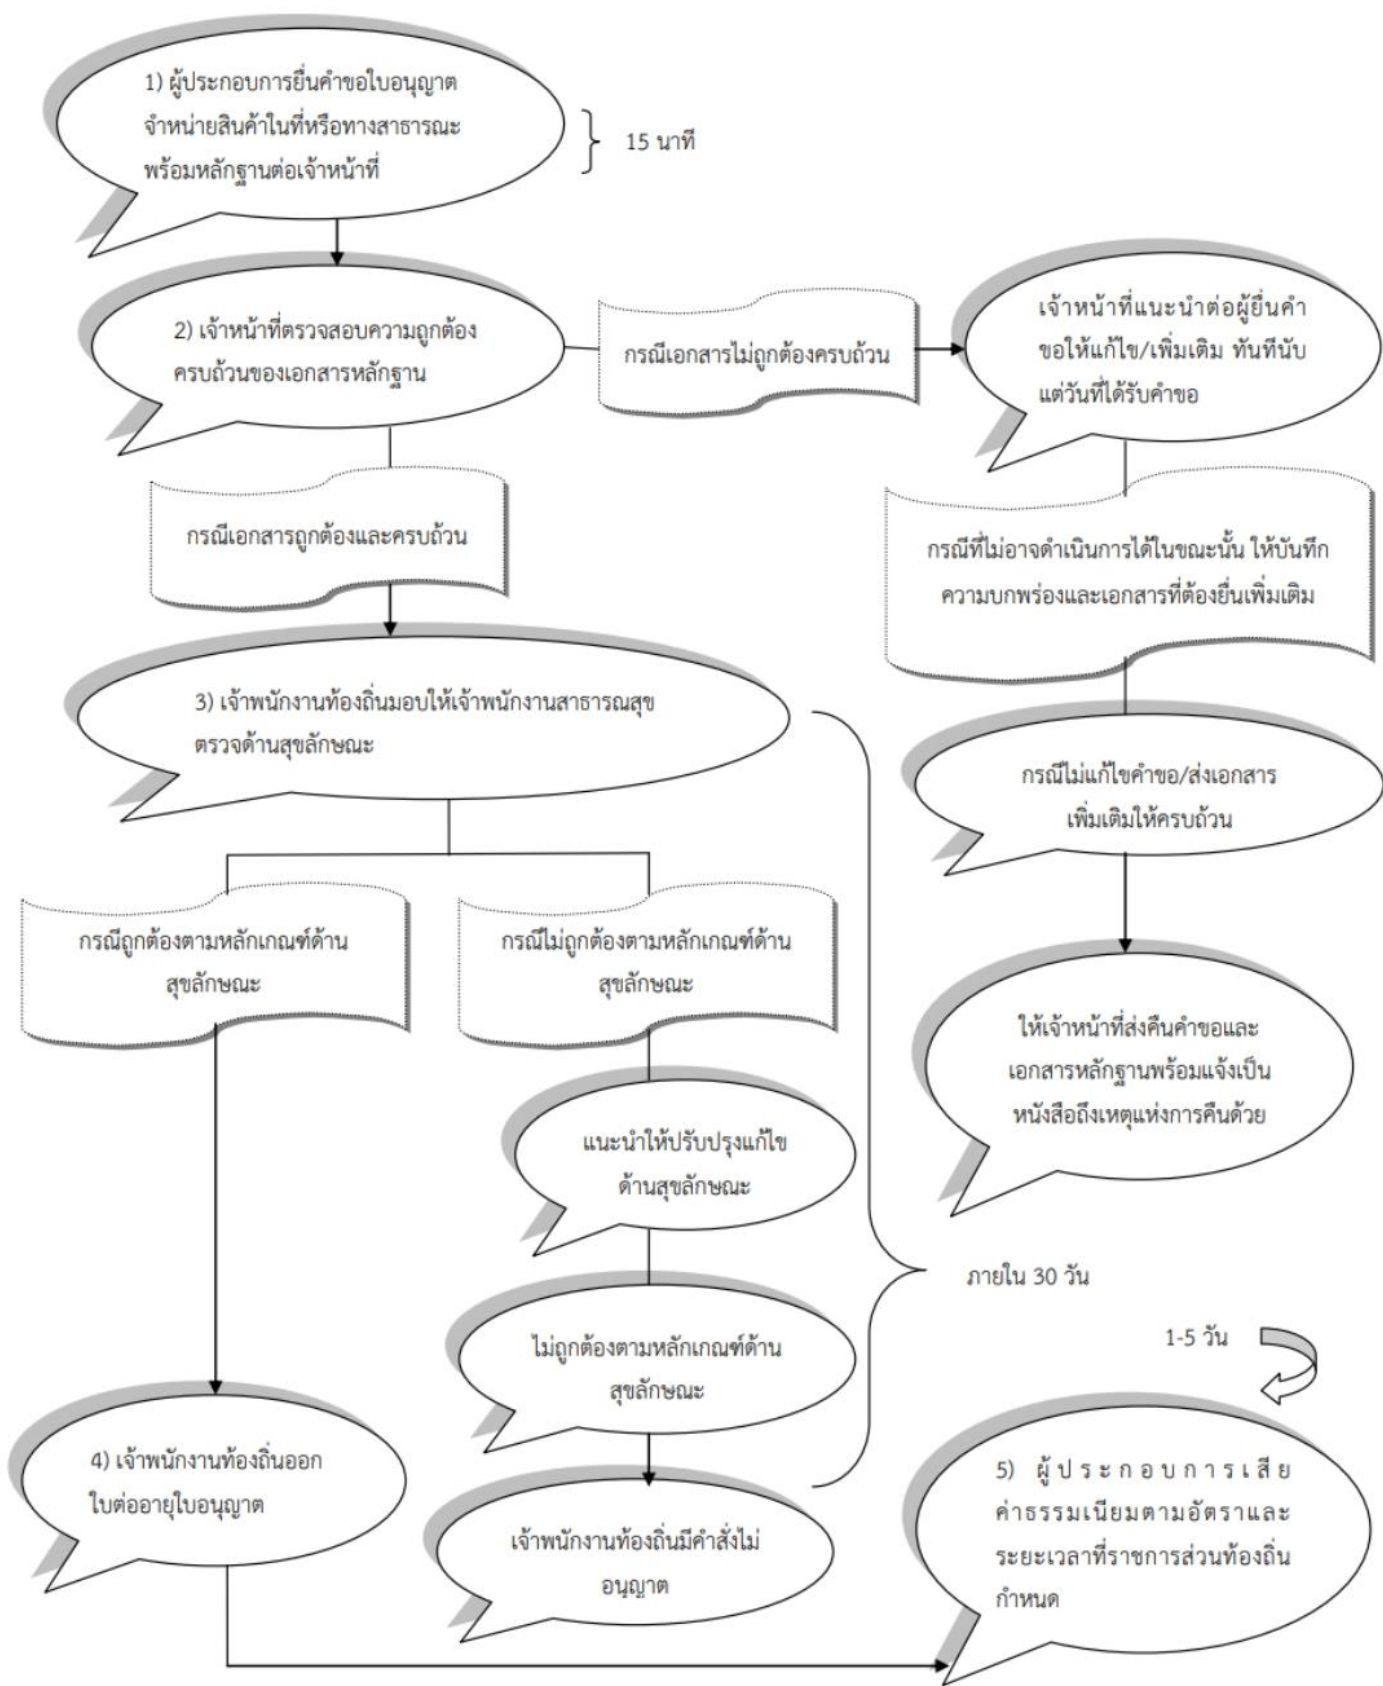 1) ผู้ประกอบการยื่นคำขอใบอนุญาต
จำหน่ายสินค้าในที่หรือทางสาธารณะ
พร้อมหลักฐานต่อเจ้าหน้าที่
15 นาที
2) เจ้าหน้าที่ตรวจสอบความถูกต้อง
ครบถ้วนของเอกสารหลักฐาน
กรณีเอกสารไม่ถูกต้องครบถ้วน
เจ้าหน้าที่แนะนำต่อผู้ยื่นคำ
ขอให้แก้ไข/เพิ่มเติม ทันทีนับ
แต่วันที่ได้รับคำขอ
กรณีเอกสารถูกต้องและครบถ้วน
กรณีที่ไม่อาจดำเนินการได้ในขณะนั้น ให้บันทึก
ความบกพร่องและเอกสารที่ต้องยื่นเพิ่มเติม
3) เจ้าพนักงานท้องถิ่นมอบให้เจ้าพนักงานสาธารณสุข
ตรวจด้านสุขลักษณะ
กรณีไม่แก้ไขคำขอ/ส่งเอกสาร
เพิ่มเติมให้ครบถ้วน
กรณีถูกต้องตามหลักเกณฑ์ด้าน
สุขลักษณะ
กรณีไม่ถูกต้องตามหลักเกณฑ์ด้าน
สุขลักษณะ
ให้เจ้าหน้าที่ส่งคืนคำขอและ
เอกสารหลักฐานพร้อมแจ้งเป็น
หนังสือถึงเหตุแห่งการคืนด้วย
แนะนำให้ปรับปรุงแก้ไข
ด้านสุขลักษณะ
ภายใน 30 วัน
ไม่ถูกต้องตามหลักเกณฑ์ด้าน
สุขลักษณะ
1-5 วัน
4) เจ้าพนักงานท้องถิ่นออก
ใบต่ออายุใบอนุญาต
เจ้าพนักงานท้องถิ่นมีคำสั่งไม่
อนุญาต
5) ผู้ประกอบการเสีย
ค่าธรรมเนียมตามอัตราและ
ระยะเวลาที่ราชการส่วนท้องถิ่น
กำหนด